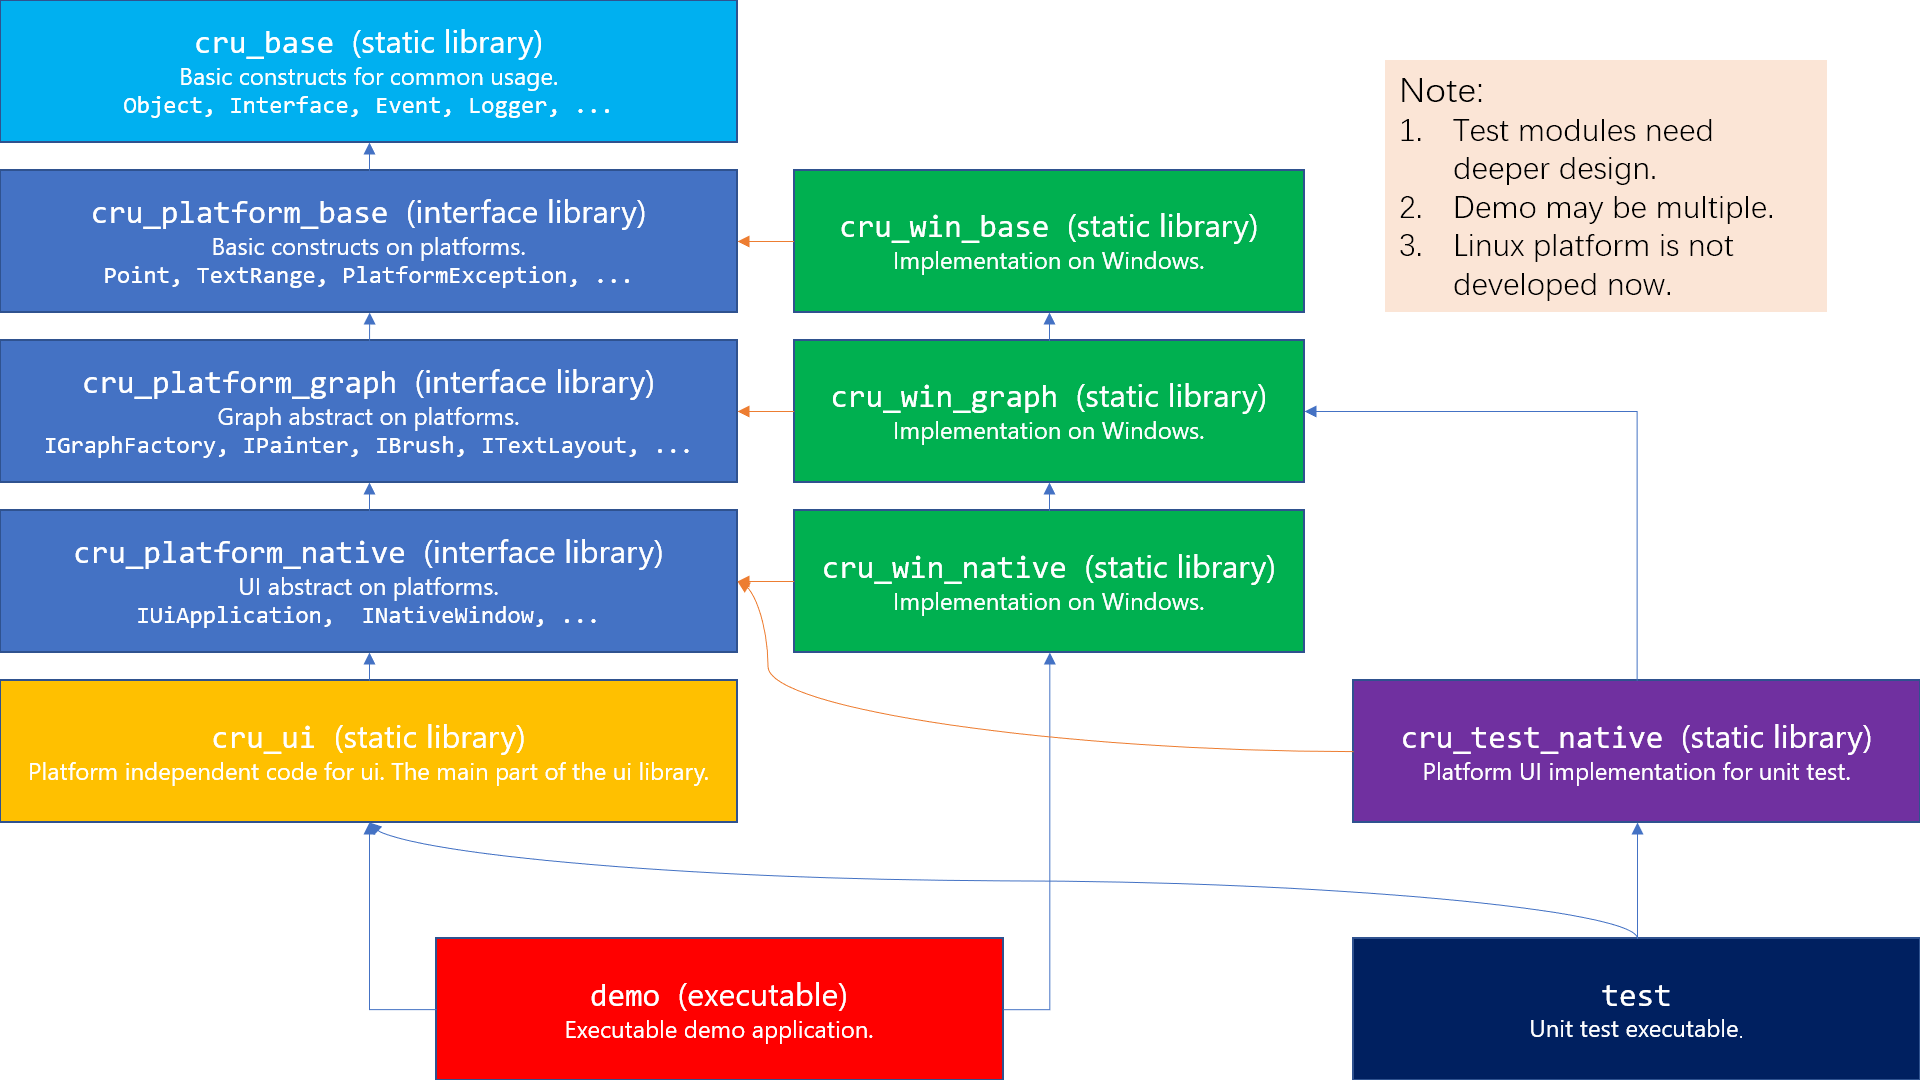 cru_base (static library)
Basic constructs for common usage.
Object, Interface, Event, Logger, ...
Note:
1. Test modules need
deeper design.
2. Demo may be multiple.
3. Linux platform is not
developed now.
cru_platform_base (interface library)
Basic constructs on platforms.
Point, TextRange, PlatformException, ...
cru_win_base (static library)
Implementation on Windows.
cru_platform_graph (interface library)
Graph abstract on platforms.
IGraphFactory, IPainter, IBrush, ITextLayout, ...
cru_win_graph (static library)
Implementation on Windows.
cru_platform_native (interface library)
UI abstract on platforms.
IUiApplication, INativeWindow, ...
cru_win_native (static library)
Implementation on Windows.
cru_ui (static library)
Platform independent code for ui. The main part of the ui library.
cru_test_native (static library)
Platform UI implementation for unit test.
demo (executable)
Executable demo application.
test
Unit test executable.